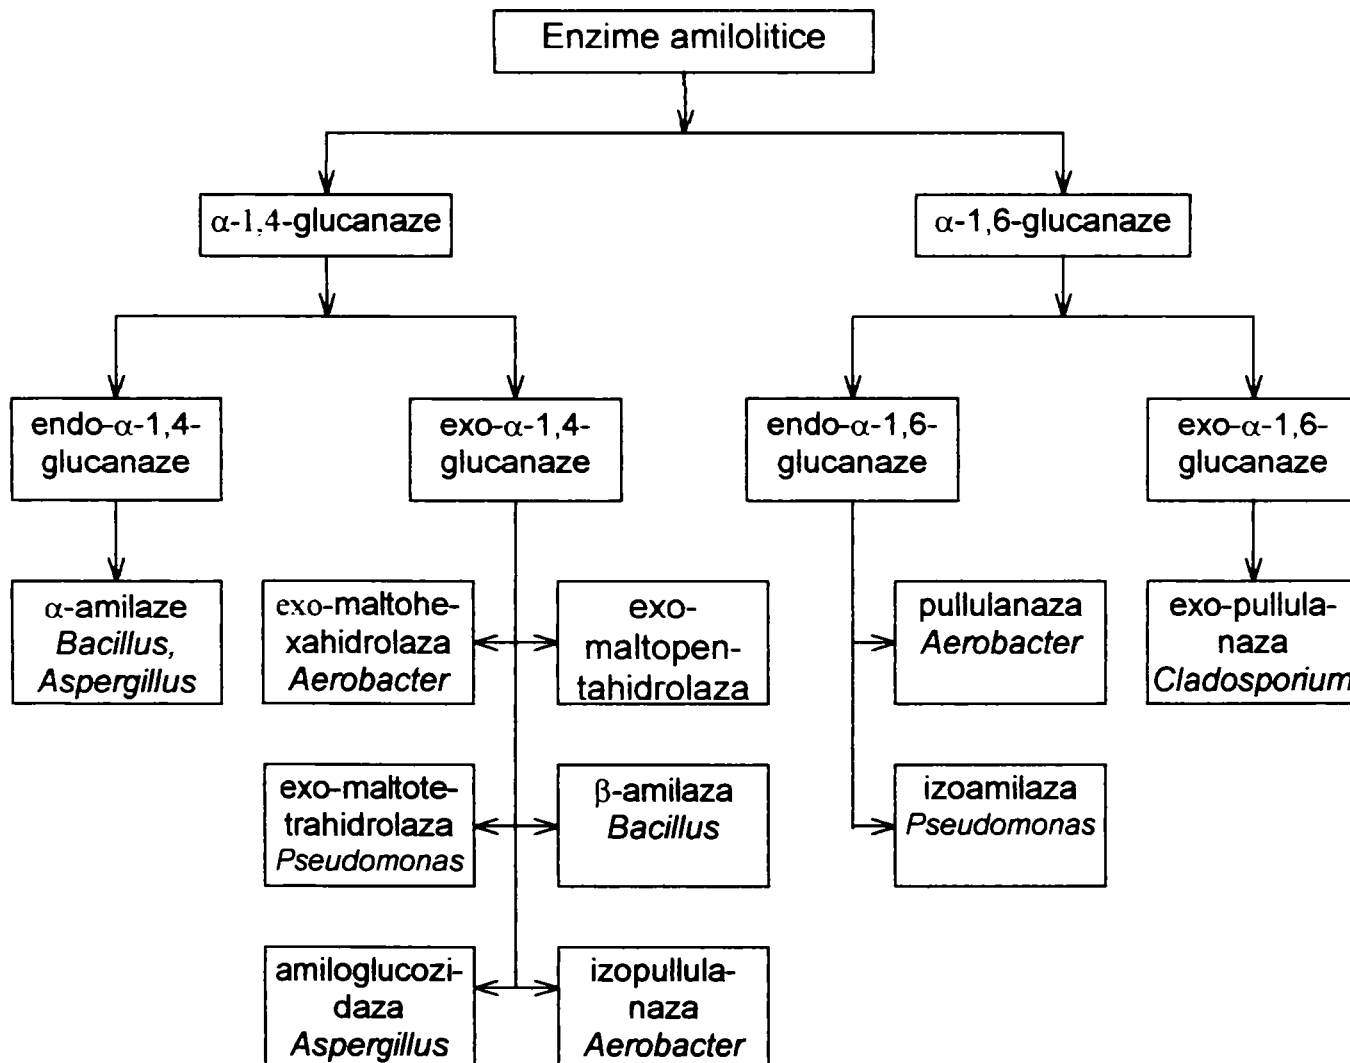 Enzime amilolitice
α-1,4-glucanaze
α-1,6-glucanaze
endo-α-1,4-
glucanaze
exo-α-1,4-
glucanaze
endo-α-1,6-
glucanaze
exo-α-1,6-
glucanaze
α-amilaze
Bacillus,
Aspergillus
exo-maltohe-
xahidrolaza
Aerobacter
exo-
maltopen-
tahidrolaza
pullulanaza
Aerobacter
exo-pullula-
naza
Cladosporium
exo-maltote-
trahidrolaza
Pseudomonas
β-amilaza
Bacillus
izoamilaza
Pseudomonas
amiloglucozi-
daza
Aspergillus
izopullula-
naza
Aerobacter